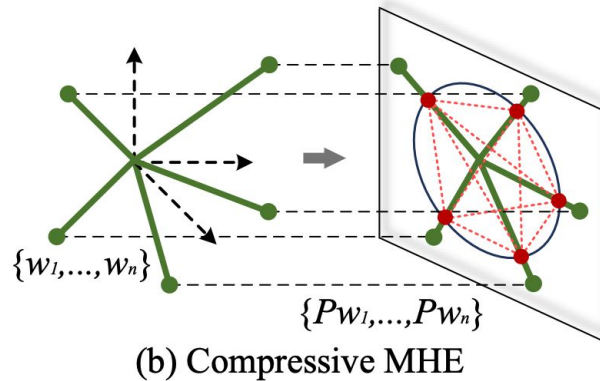 {w₁,...,wₙ}
{Pw₁,...,Pwₙ}
(b) Compressive MHE